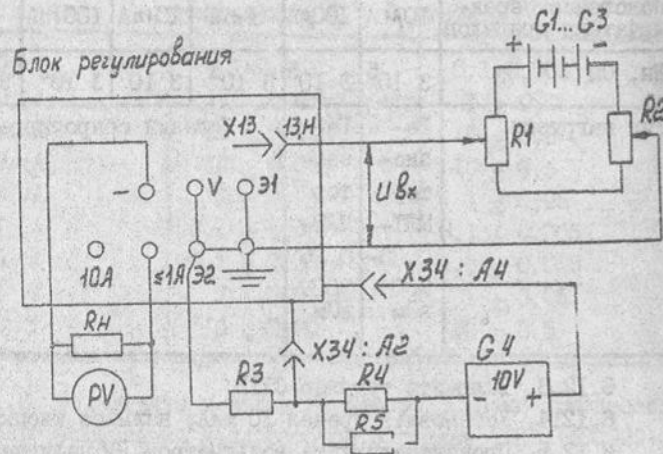 G1...G3
+ -
Блок регулирования
X13
13,Н
R1
R2
Uвх
-
V
Э1
10А
≤1А
Э2
X34 : А4
Rн
X34 : А2
G4
PV
R3
R4
- 10V +
R5